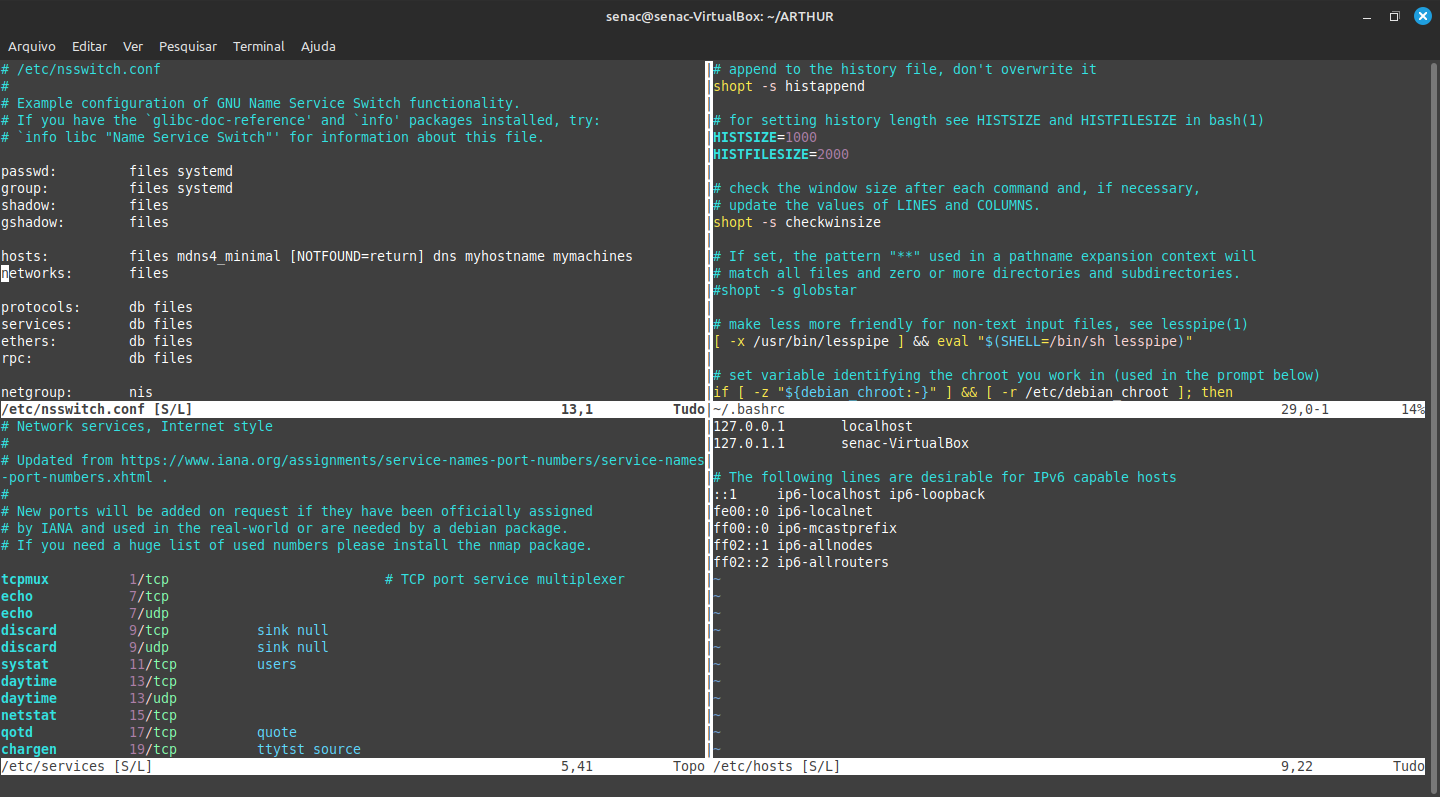 senac@senac-VirtualBox: ~/ARTHUR
Arquivo Editar Ver Pesquisar Terminal Ajuda
# /etc/nsswitch.conf
#
# Example configuration of GNU Name Service Switch functionality.
# If you have the `glibc-doc-reference' and `info' packages installed, try:
# `info libc "Name Service Switch"' for information about this file.

passwd:         files systemd
group:          files systemd
shadow:         files
gshadow:        files

hosts:          files mdns4_minimal [NOTFOUND=return] dns myhostname mymachines
networks:       files

protocols:      db files
services:       db files
ethers:         db files
rpc:            db files

netgroup:       nis
/etc/nsswitch.conf [S/L] 13,1 Tudo
# append to the history file, don't overwrite it
shopt -s histappend

# for setting history length see HISTSIZE and HISTFILESIZE in bash(1)
HISTSIZE=1000
HISTFILESIZE=2000

# check the window size after each command and, if necessary,
# update the values of LINES and COLUMNS.
shopt -s checkwinsize

# If set, the pattern "**" used in a pathname expansion context will
# match all files and zero or more directories and subdirectories.
#shopt -s globstar

# make less more friendly for non-text input files, see lesspipe(1)
[ -x /usr/bin/lesspipe ] && eval "$(SHELL=/bin/sh lesspipe)"

# set variable identifying the chroot you work in (used in the prompt below)
if [ -z "${debian_chroot:-}" ] && [ -r /etc/debian_chroot ]; then
~/.bashrc 29,0-1 14%
# Network services, Internet style
#
# Updated from https://www.iana.org/assignments/service-names-port-numbers/service-names
-port-numbers.xhtml .
#
# New ports will be added on request if they have been officially assigned
# by IANA and used in the real-world or are needed by a debian package.
# If you need a huge list of used numbers please install the nmap package.

tcpmux          1/tcp                           # TCP port service multiplexer
echo            7/tcp
echo            7/udp
discard         9/tcp           sink null
discard         9/udp           sink null
systat          11/tcp          users
daytime         13/tcp
daytime         13/udp
netstat         15/tcp
qotd            17/tcp          quote
chargen         19/tcp          ttytst source
/etc/services [S/L] 5,41 Topo
127.0.0.1       localhost
127.0.1.1       senac-VirtualBox

# The following lines are desirable for IPv6 capable hosts
::1     ip6-localhost ip6-loopback
fe00::0 ip6-localnet
ff00::0 ip6-mcastprefix
ff02::1 ip6-allnodes
ff02::2 ip6-allrouters
~
~
~
~
~
~
~
~
~
~
~
/etc/hosts [S/L] 9,22 Tudo